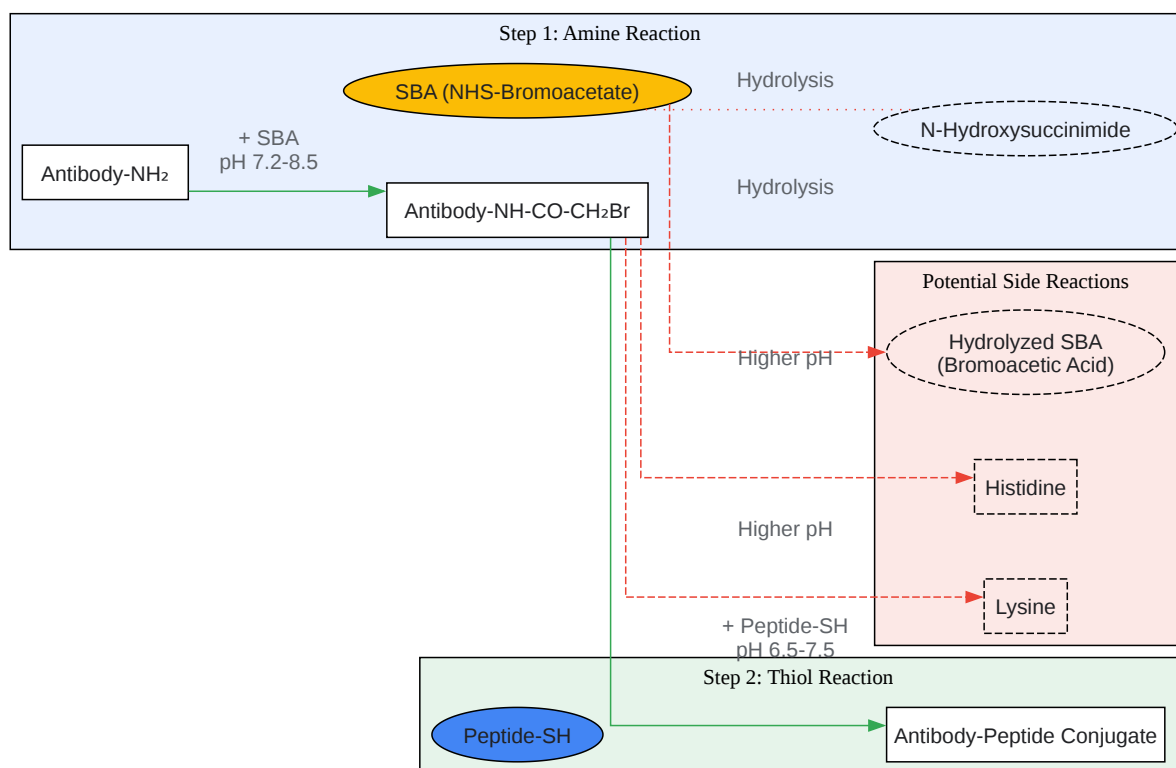 Step 1: Amine Reaction
SBA (NHS-Bromoacetate)
Hydrolysis
N-Hydroxysuccinimide
+ SBA
pH 7.2-8.5
Antibody-NH₂
Hydrolysis
Antibody-NH-CO-CH₂Br
Potential Side Reactions
Hydrolyzed SBA
(Bromoacetic Acid)
Higher pH
Histidine
Higher pH
Lysine
+ Peptide-SH
pH 6.5-7.5
Step 2: Thiol Reaction
Peptide-SH
Antibody-Peptide Conjugate